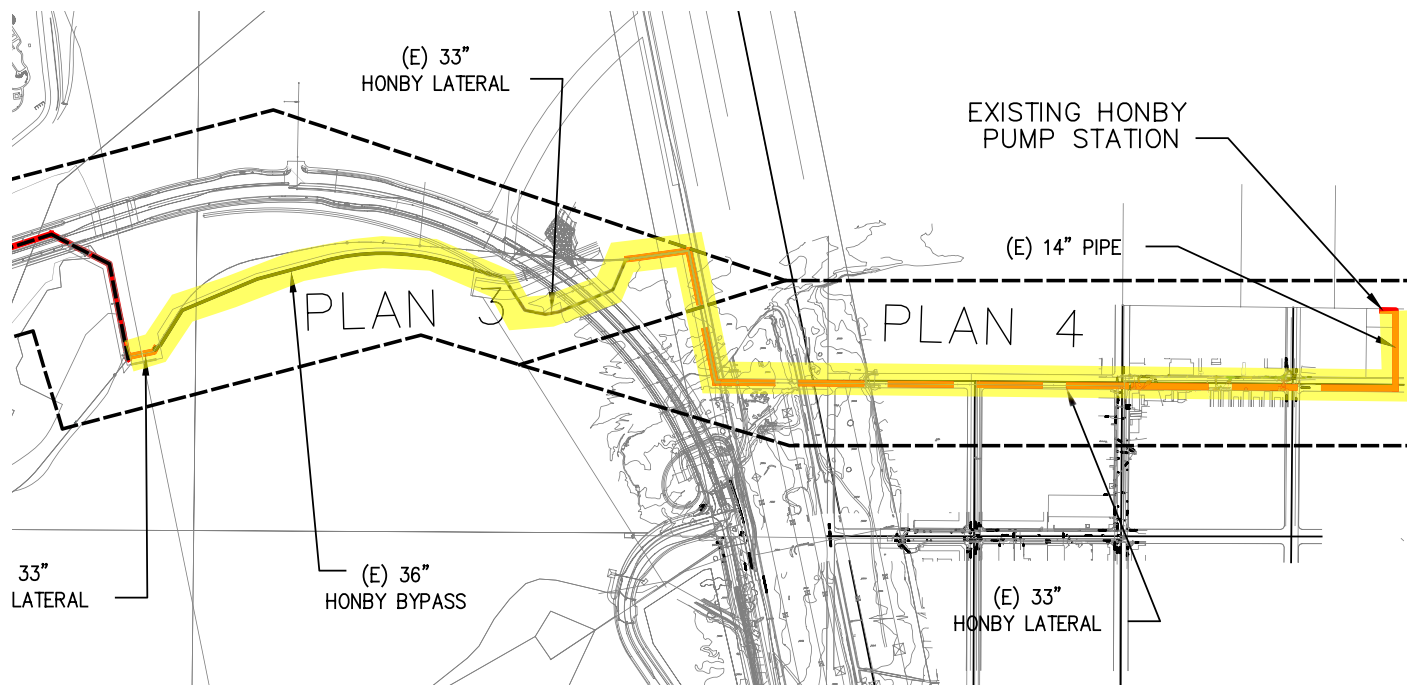 (E) 33”
HONBY LATERAL
EXISTING HONBY
PUMP STATION
(E) 14” PIPE
PLAN 3
PLAN 4
33”
LATERAL
(E) 36”
HONBY BYPASS
(E) 33”
HONBY LATERAL